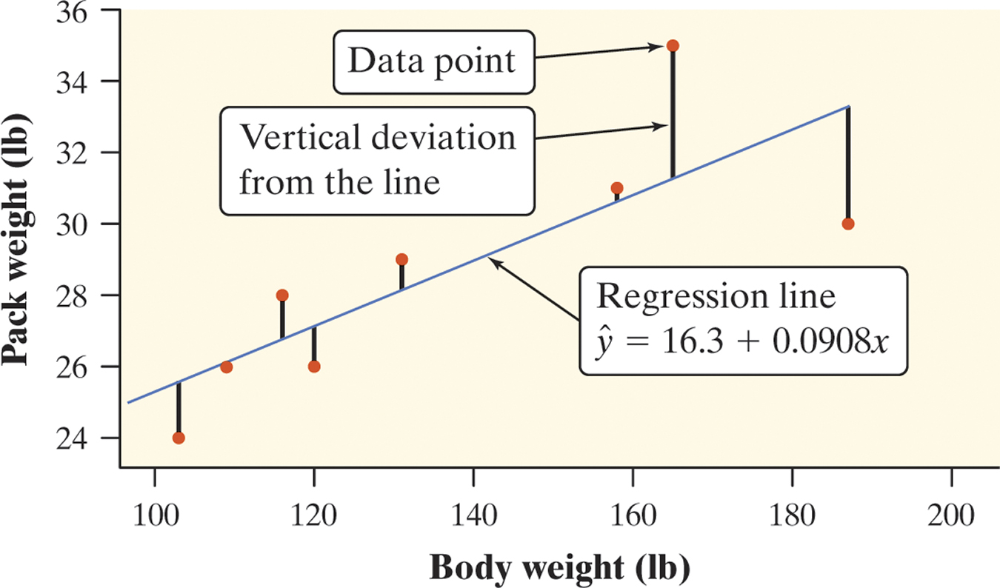 36
34
32
30
28
26
24
Pack weight (lb)
Data point
Vertical deviation
from the line
Regression line
ŷ = 16.3 + 0.0908x
100 120 140 160 180 200
Body weight (lb)